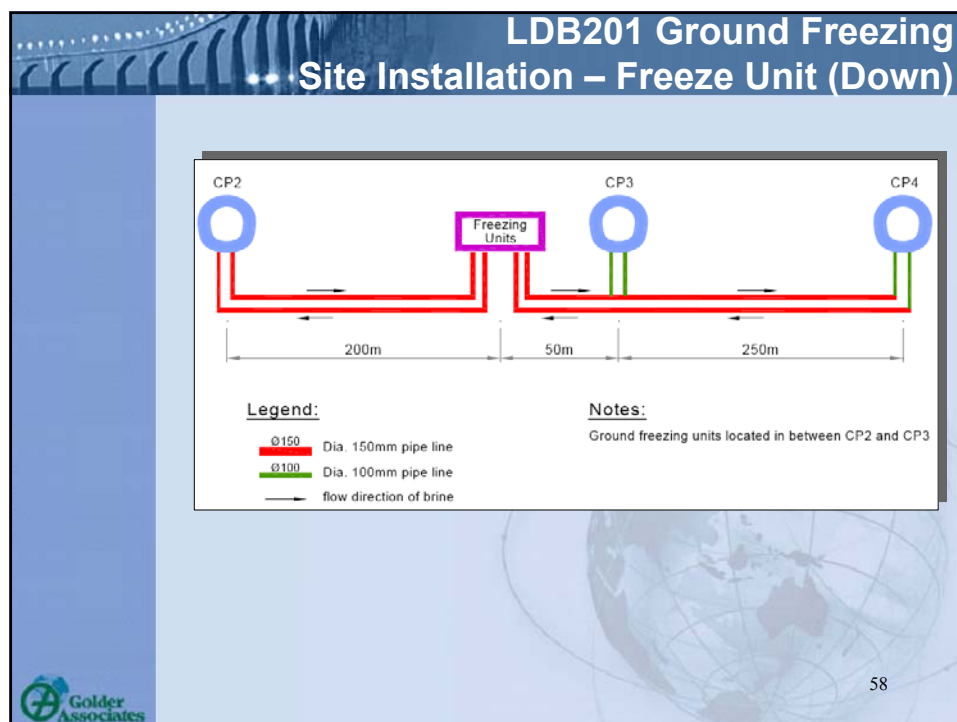 LDB201 Ground Freezing
Site Installation – Freeze Unit (Down)
CP2
CP3
CP4
Freezing
Units
200m
50m
250m
Legend:
Ø150
Dia. 150mm pipe line
Ø100
Dia. 100mm pipe line
flow direction of brine
Notes:
Ground freezing units located in between CP2 and CP3
58
Golder
Associates